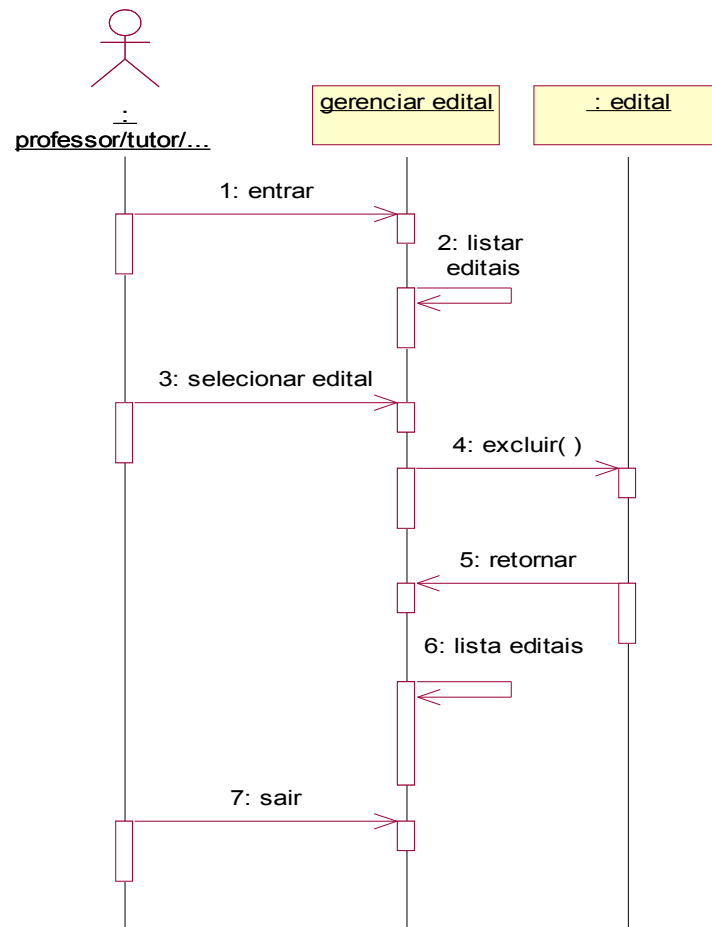 :
professor/tutor/...
gerenciar edital
: edital
1: entrar
2: listar
editais
3: selecionar edital
4: excluir( )
5: retornar
6: lista editais
7: sair